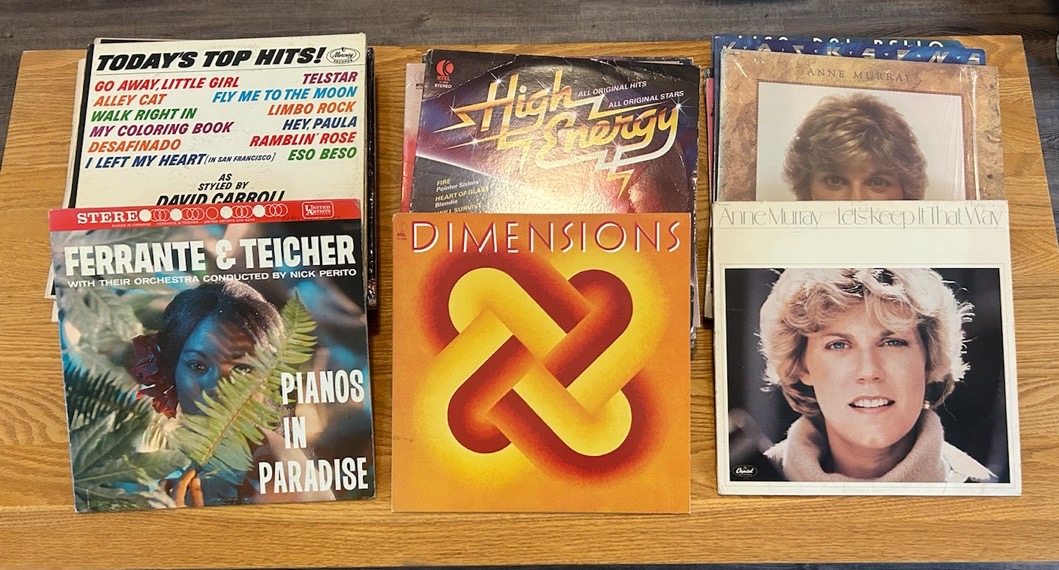 TODAY'S TOP HITS!
Mercury
GO AWAY, LITTLE GIRL
TELSTAR
ALLEY CAT
FLY ME TO THE MOON
WALK RIGHT IN
LIMBO ROCK
MY COLORING BOOK
HEY, PAULA
DESAFINADO
RAMBLIN' ROSE
I LEFT MY HEART [IN SAN FRANCISCO]
ESO BESO
AS
STYLED BY
DAVID CARROLL
STEREO
UNITED ARTISTS
FERRANTE & TEICHER
WITH THEIR ORCHESTRA CONDUCTED BY NICK PERITO
PIANOS
IN
PARADISE
K-TEL
STEREO
High
Energy
ALL ORIGINAL HITS
ALL ORIGINAL STARS
FIRE
Pointer Sisters
HEART OF GLASS
Blondie
WILL SURVIVE
DIMENSIONS
LISA DAL BELLO
ANNE MURRAY
Anne Murray Let's Keep It That Way
Capitol